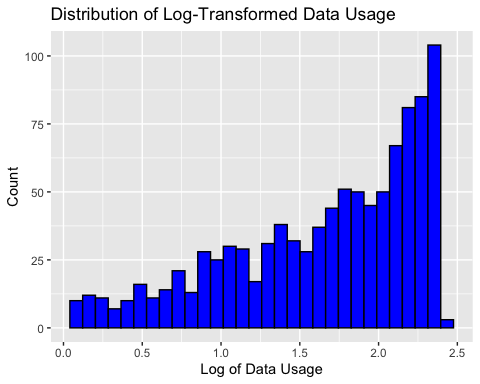 Distribution of Log-Transformed Data Usage
100
75
50
25
0
Count
0.0 0.5 1.0 1.5 2.0 2.5
Log of Data Usage